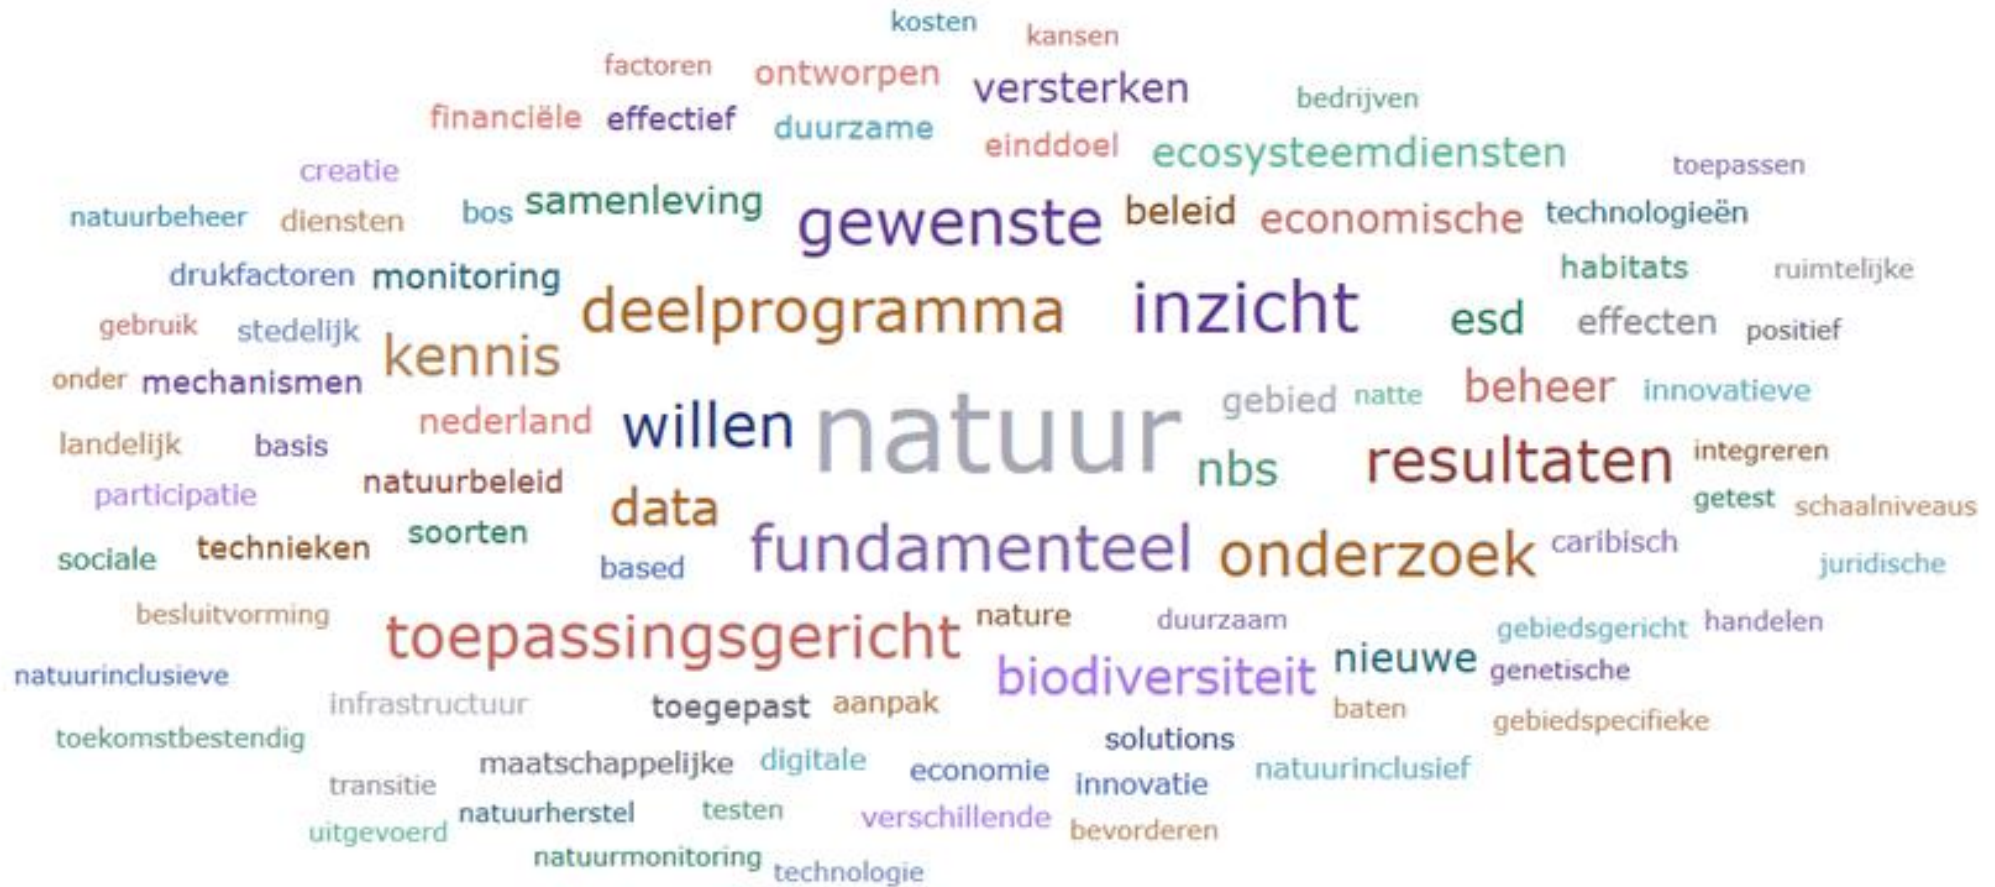 kosten kansen
factoren ontworpen versterken bedrijven
financiële effectief duurzame einddoel ecosysteemdiensten toepassen
creatie
natuurbeheer diensten bos samenleving gewenste beleid economische technologieën
drukfactoren monitoring deelprogramma inzicht habitats ruimtelijke
gebruik stedelijk kennis esd effecten positief
onder mechanismen nederland willen natuur gebied natte beheer innovatieve
landelijk basis nbs resultaten integreren
participatie natuurbeleid data getest schaalniveaus
sociale technieken soorten based fundamenteel onderzoek caribisch juridische
besluitvorming toepassingsgericht nature duurzaam gebiedsgericht handelen
natuurinclusieve biodiversiteit nieuwe genetische
infrastructuur toegepast aanpak baten gebiedspecifieke
toekomstbestendig maatschappelijke digitale economie solutions innovatie natuurinclusief
transitie natuurherstel testen verschillende bevorderen
uitgevoerd natuurmonitoring technologie